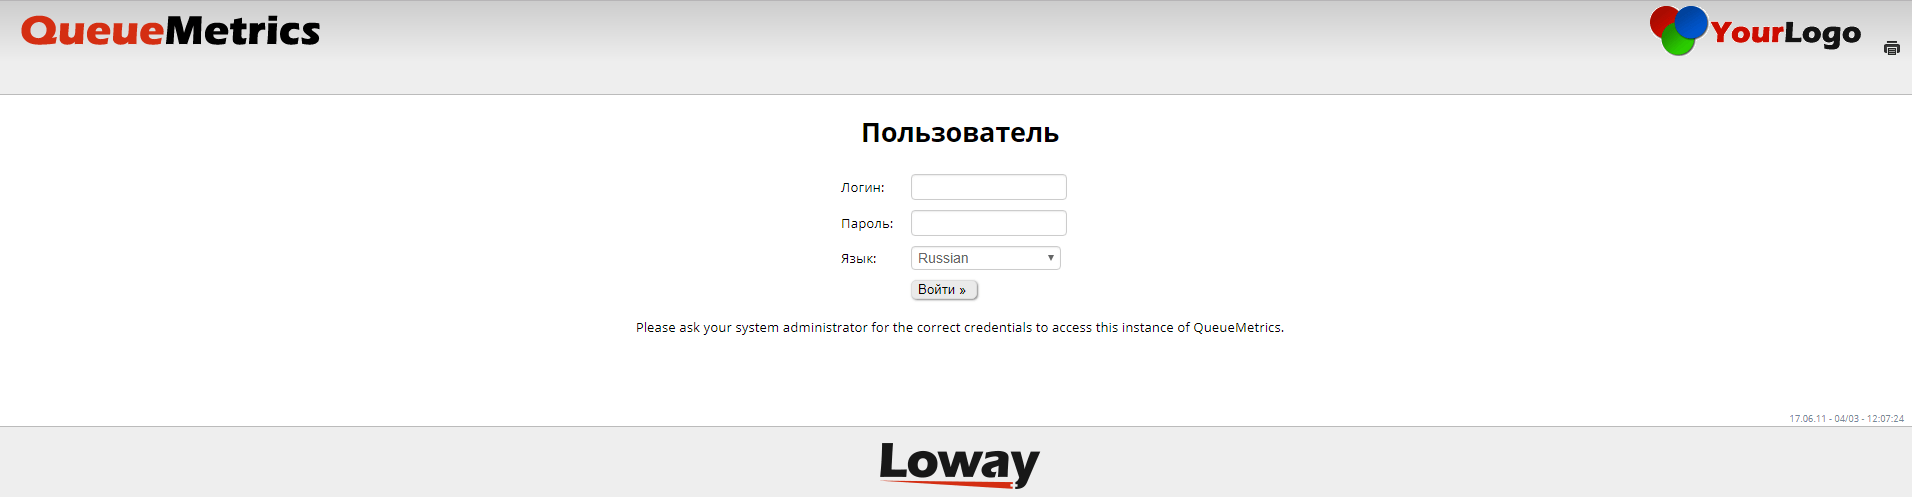 QueueMetrics
YourLogo
Пользователь
Логин:
Пароль:
Язык: Russian
Войти »
Please ask your system administrator for the correct credentials to access this instance of QueueMetrics.
17.06.11 - 04/03 - 12:07:24
Loway